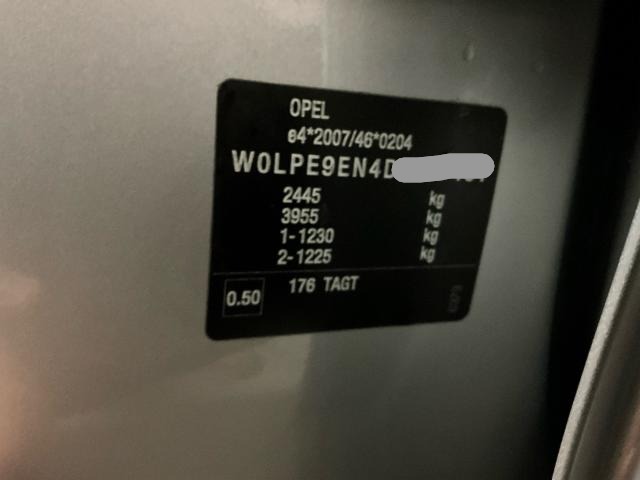 OPEL
e4*2007/46*0204
W0LPE9EN4D
2445 kg
3955 kg
1-1230 kg
2-1225 kg
0.50 176 TAGT